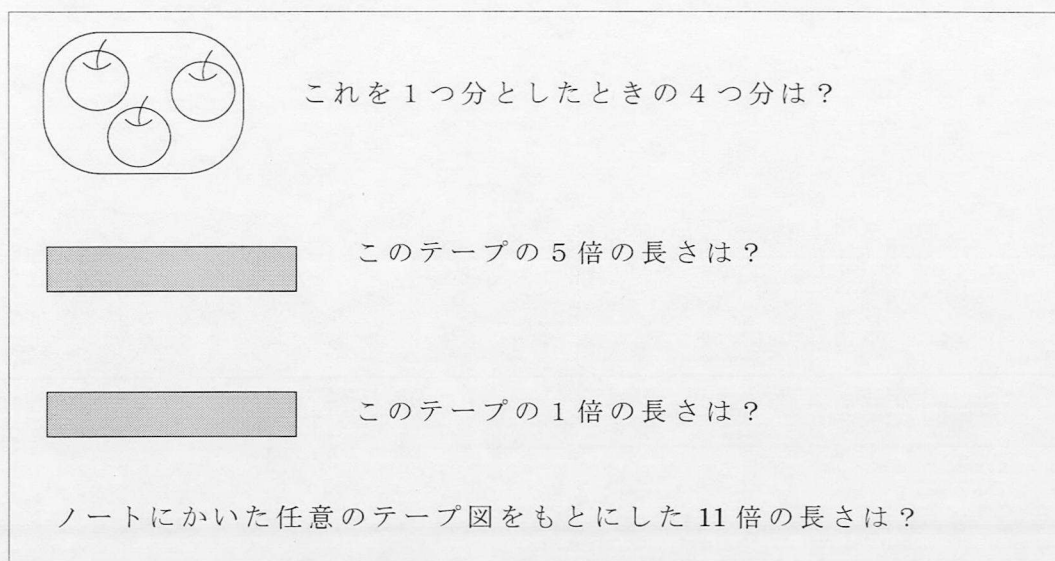 これを1つ分としたときの4つ分は？
このテープの5倍の長さは？
このテープの1倍の長さは？
ノートにかいた任意のテープ図をもとにした11倍の長さは？